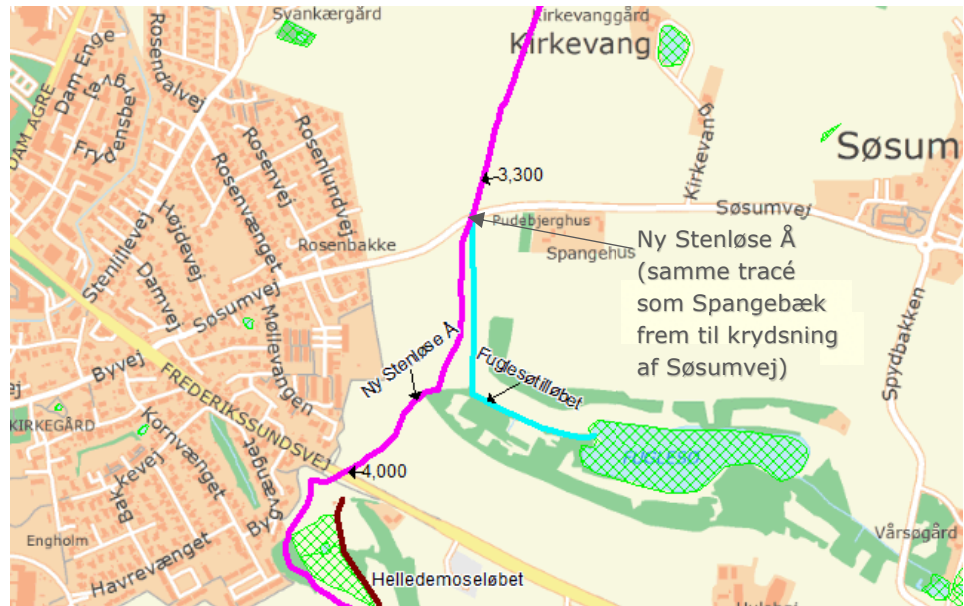 Svankærgård
Kirkevanggård
Kirkevang
Dam Enge
Frydensbergvej
DAM AGRE
Rosendalvej
Rosenvej
Rosenlundvej
Rosenvænget
Højdevej
Stenlillevej
Damvej
Rosenbakke
3,300
Kirkevang
Søsum
Søsumvej
Pudebjerghus
Spangehus
Ny Stenløse Å
(samme tracé
som Spangebæk
frem til krydsning
af Søsumvej)
Søsumvej
Møllevangen
Byvej
FREDERIKSSUNDSVEJ
Ny Stenløse Å
Fuglesøtilløbet
Spydbakken
KIRKEGÅRD
Kornvænget
Bakkevej
Byvænget
4,000
FUGLESØ
Engholm
Havrevænget
Helledemoseløbet
Vårsøgård